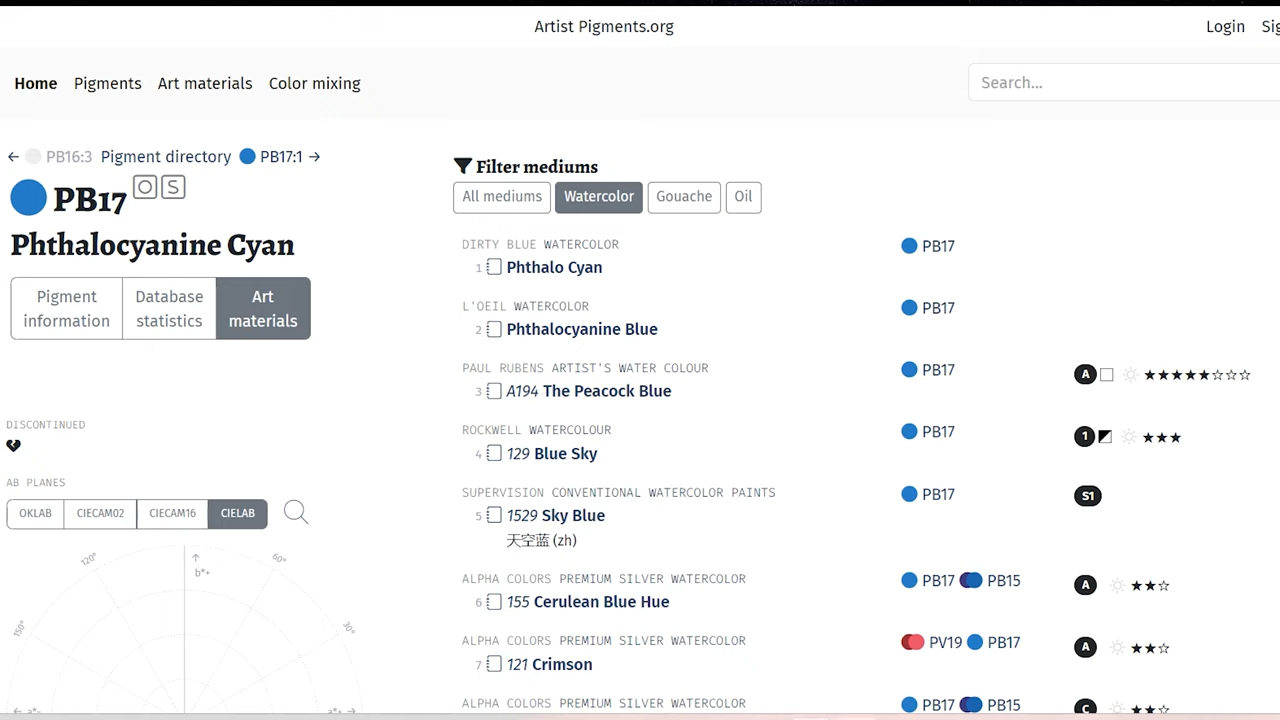 Artist Pigments.org
Login
Home Pigments Art materials Color mixing
Search...
← PB16:3 Pigment directory PB17:1 →
PB17 O S
Phthalocyanine Cyan
Pigment information
Database statistics
Art materials
DISCONTINUED
AB PLANES
OKLAB CIECAM02 CIECAM16 CIELAB
120°
b*+
60°
150°
30°
Filter mediums
All mediums Watercolor Gouache Oil
DIRTY BLUE WATERCOLOR
1 Phthalo Cyan
PB17
L'OEIL WATERCOLOR
2 Phthalocyanine Blue
PB17
PAUL RUBENS ARTIST'S WATER COLOUR
3 A194 The Peacock Blue
PB17
A ★★★★★☆☆☆
ROCKWELL WATERCOLOUR
4 129 Blue Sky
PB17
1 ★★★
SUPERVISION CONVENTIONAL WATERCOLOR PAINTS
5 1529 Sky Blue
天空蓝 (zh)
PB17
S1
ALPHA COLORS PREMIUM SILVER WATERCOLOR
6 155 Cerulean Blue Hue
PB17 PB15
A ★★☆
ALPHA COLORS PREMIUM SILVER WATERCOLOR
7 121 Crimson
PV19 PB17
A ★★☆
ALPHA COLORS PREMIUM SILVER WATERCOLOR
PB17 PB15
C ★★☆